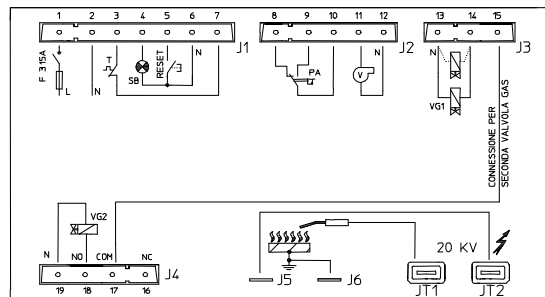 1 2 3 4 5 6 7
J1
8 9 10 11 12
J2
13 14 15
J3
F 3.15A
L
N
T
SB
RESET
N
PA
V
N
N
VG1
CONNESSIONE PER
SECONDA VALVOLA GAS
VG2
N NO COM NC
J4
19 18 17 16
J5
J6
20 KV
JT1
JT2